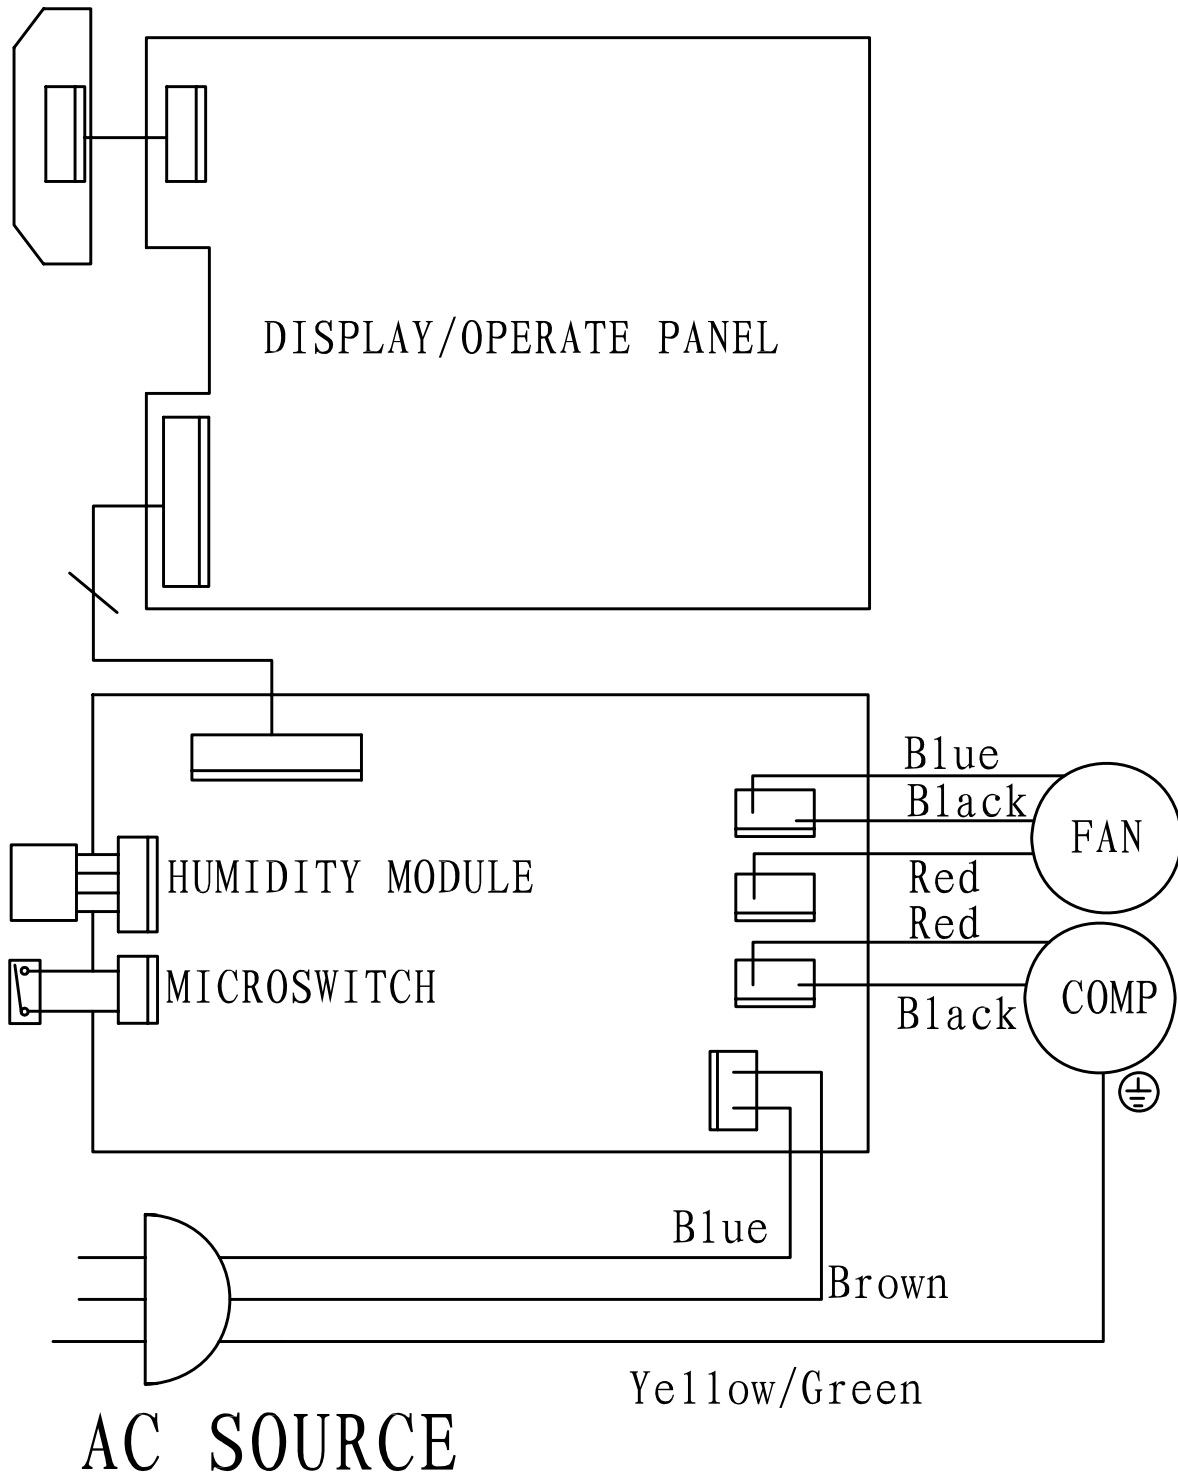 DISPLAY/OPERATE PANEL
Blue
Black
FAN
HUMIDITY MODULE
Red
Red
MICROSWITCH
COMP
Black
Blue
Brown
Yellow/Green
AC SOURCE